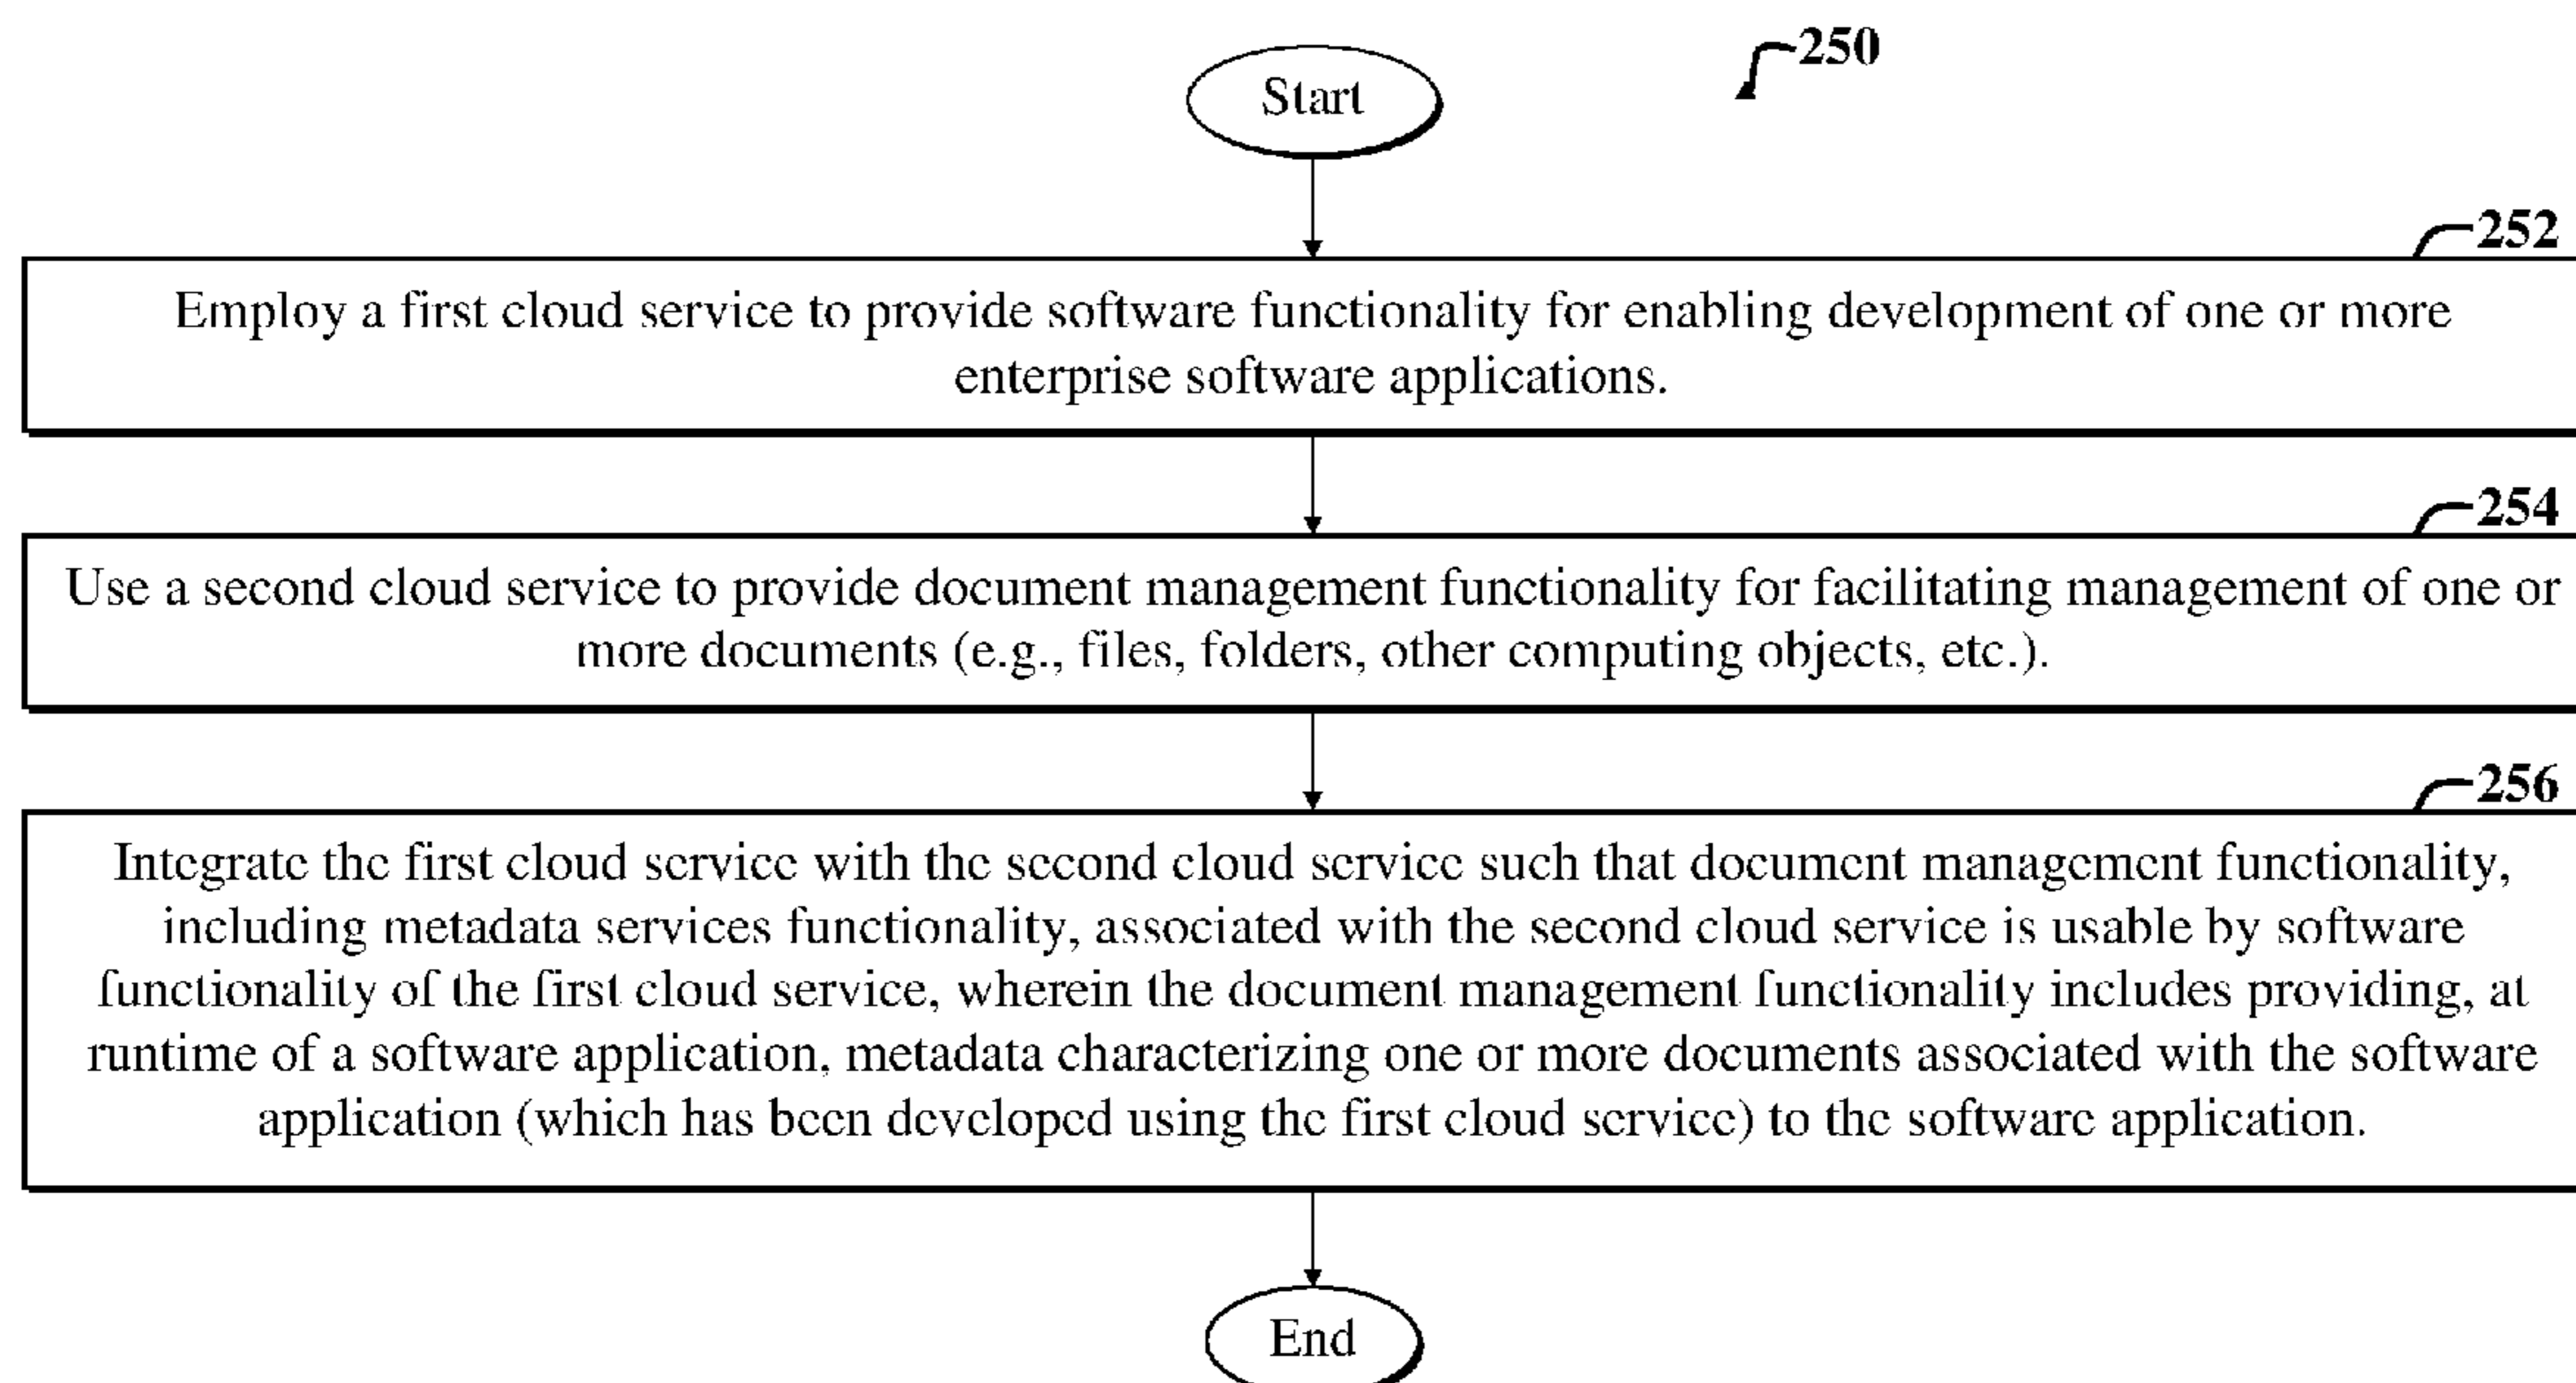 Start
250
252
Employ a first cloud service to provide software functionality for enabling development of one or more
enterprise software applications.
254
Use a second cloud service to provide document management functionality for facilitating management of one or
more documents (e.g., files, folders, other computing objects, etc.).
256
Integrate the first cloud service with the second cloud service such that document management functionality,
including metadata services functionality, associated with the second cloud service is usable by software
functionality of the first cloud service, wherein the document management functionality includes providing, at
runtime of a software application, metadata characterizing one or more documents associated with the software
application (which has been developed using the first cloud service) to the software application.
End